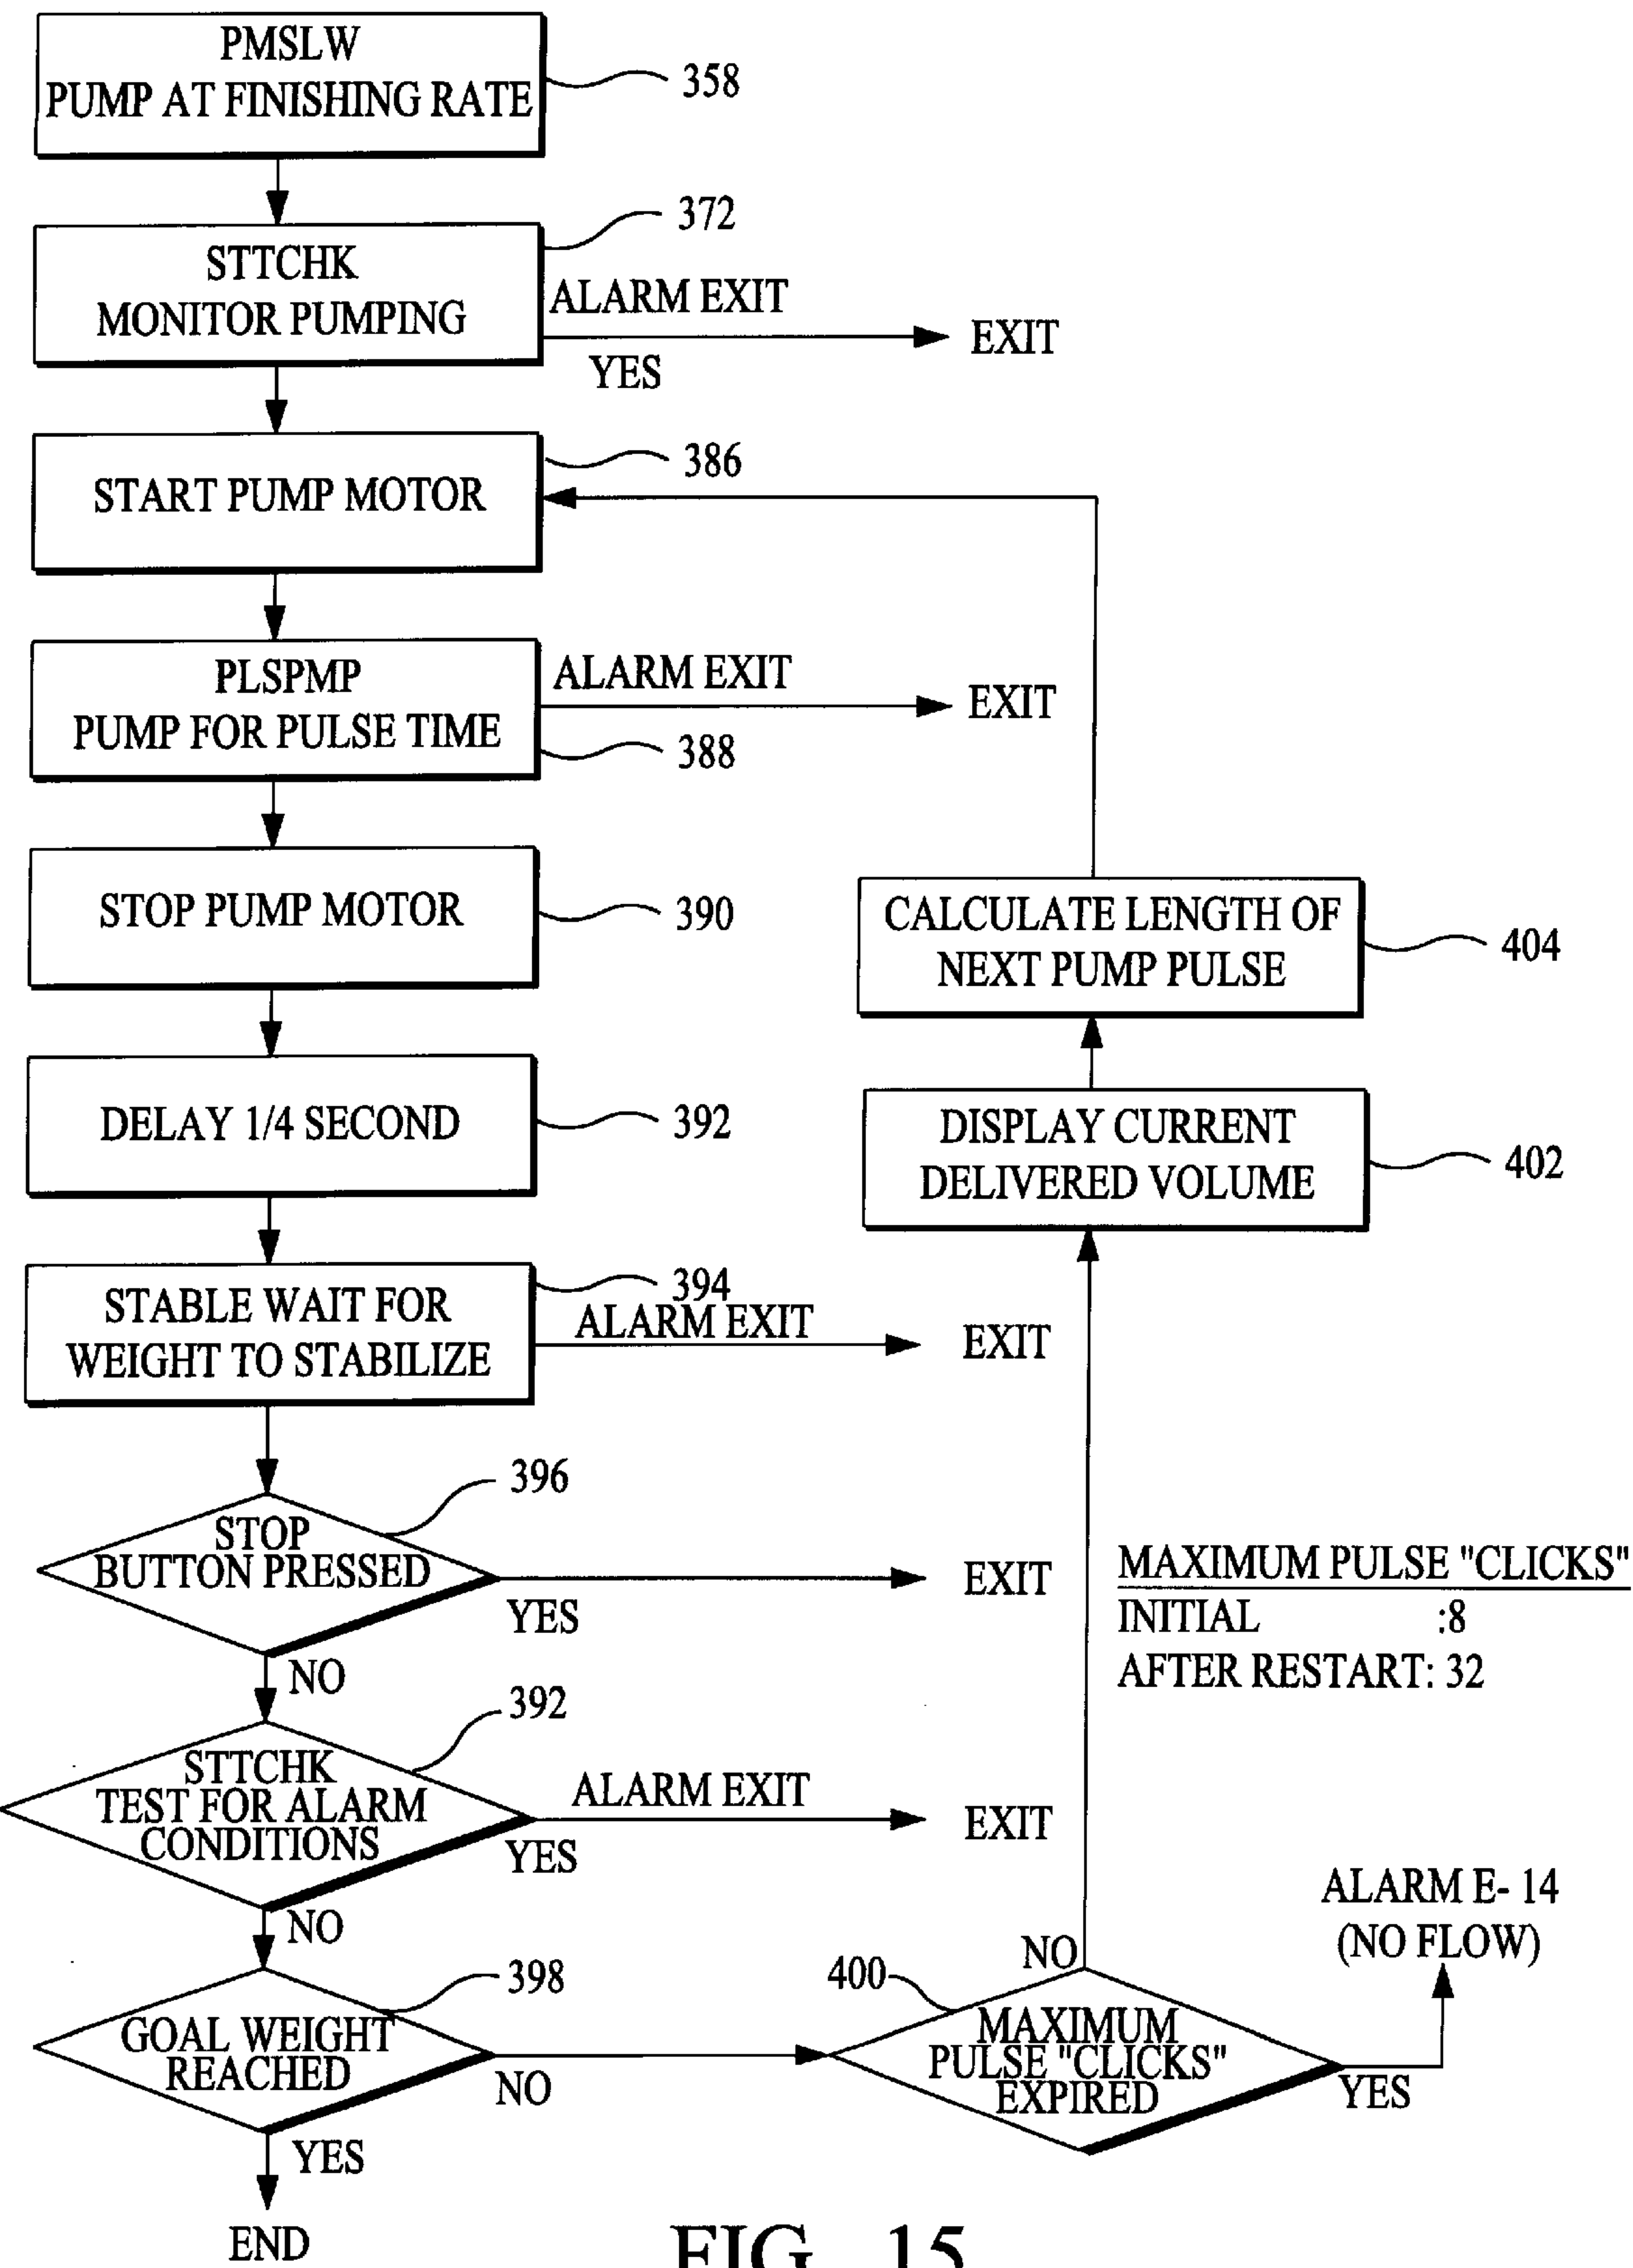 PMSLW
PUMP AT FINISHING RATE
358
STTCHK
MONITOR PUMPING
372
ALARM EXIT
YES
EXIT
START PUMP MOTOR
386
PLSPMP
PUMP FOR PULSE TIME
ALARM EXIT
388
EXIT
STOP PUMP MOTOR
390
CALCULATE LENGTH OF
NEXT PUMP PULSE
404
DELAY 1/4 SECOND
392
DISPLAY CURRENT
DELIVERED VOLUME
402
STABLE WAIT FOR
WEIGHT TO STABILIZE
394
ALARM EXIT
EXIT
396
STOP
BUTTON PRESSED
YES
EXIT
NO
MAXIMUM PULSE "CLICKS"
INITIAL :8
AFTER RESTART: 32
392
STTCHK
TEST FOR ALARM
CONDITIONS
ALARM EXIT
YES
EXIT
NO
398
GOAL WEIGHT
REACHED
NO
YES
END
400
NO
MAXIMUM
PULSE "CLICKS"
EXPIRED
YES
ALARM E- 14
(NO FLOW)
FIG. 15